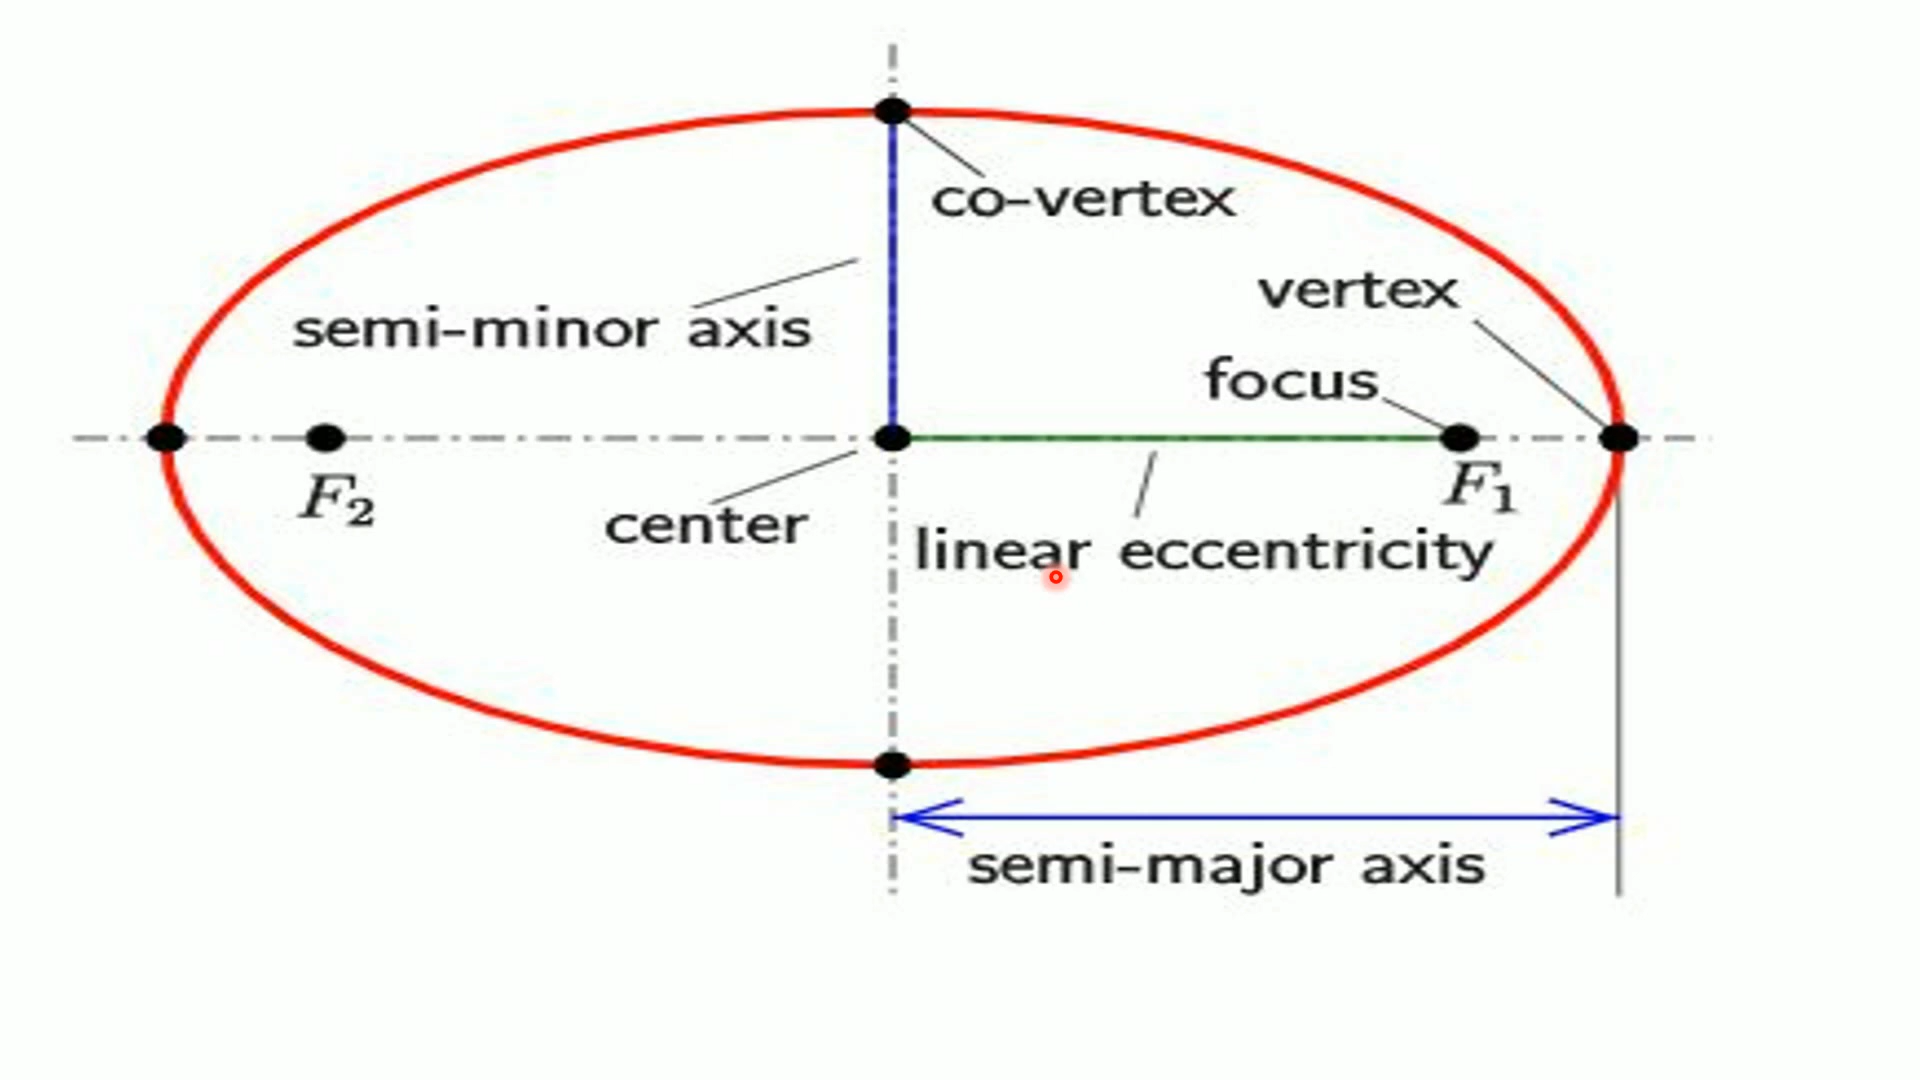 co-vertex
vertex
semi-minor axis
focus
F₂
F₁
center
linear eccentricity
semi-major axis